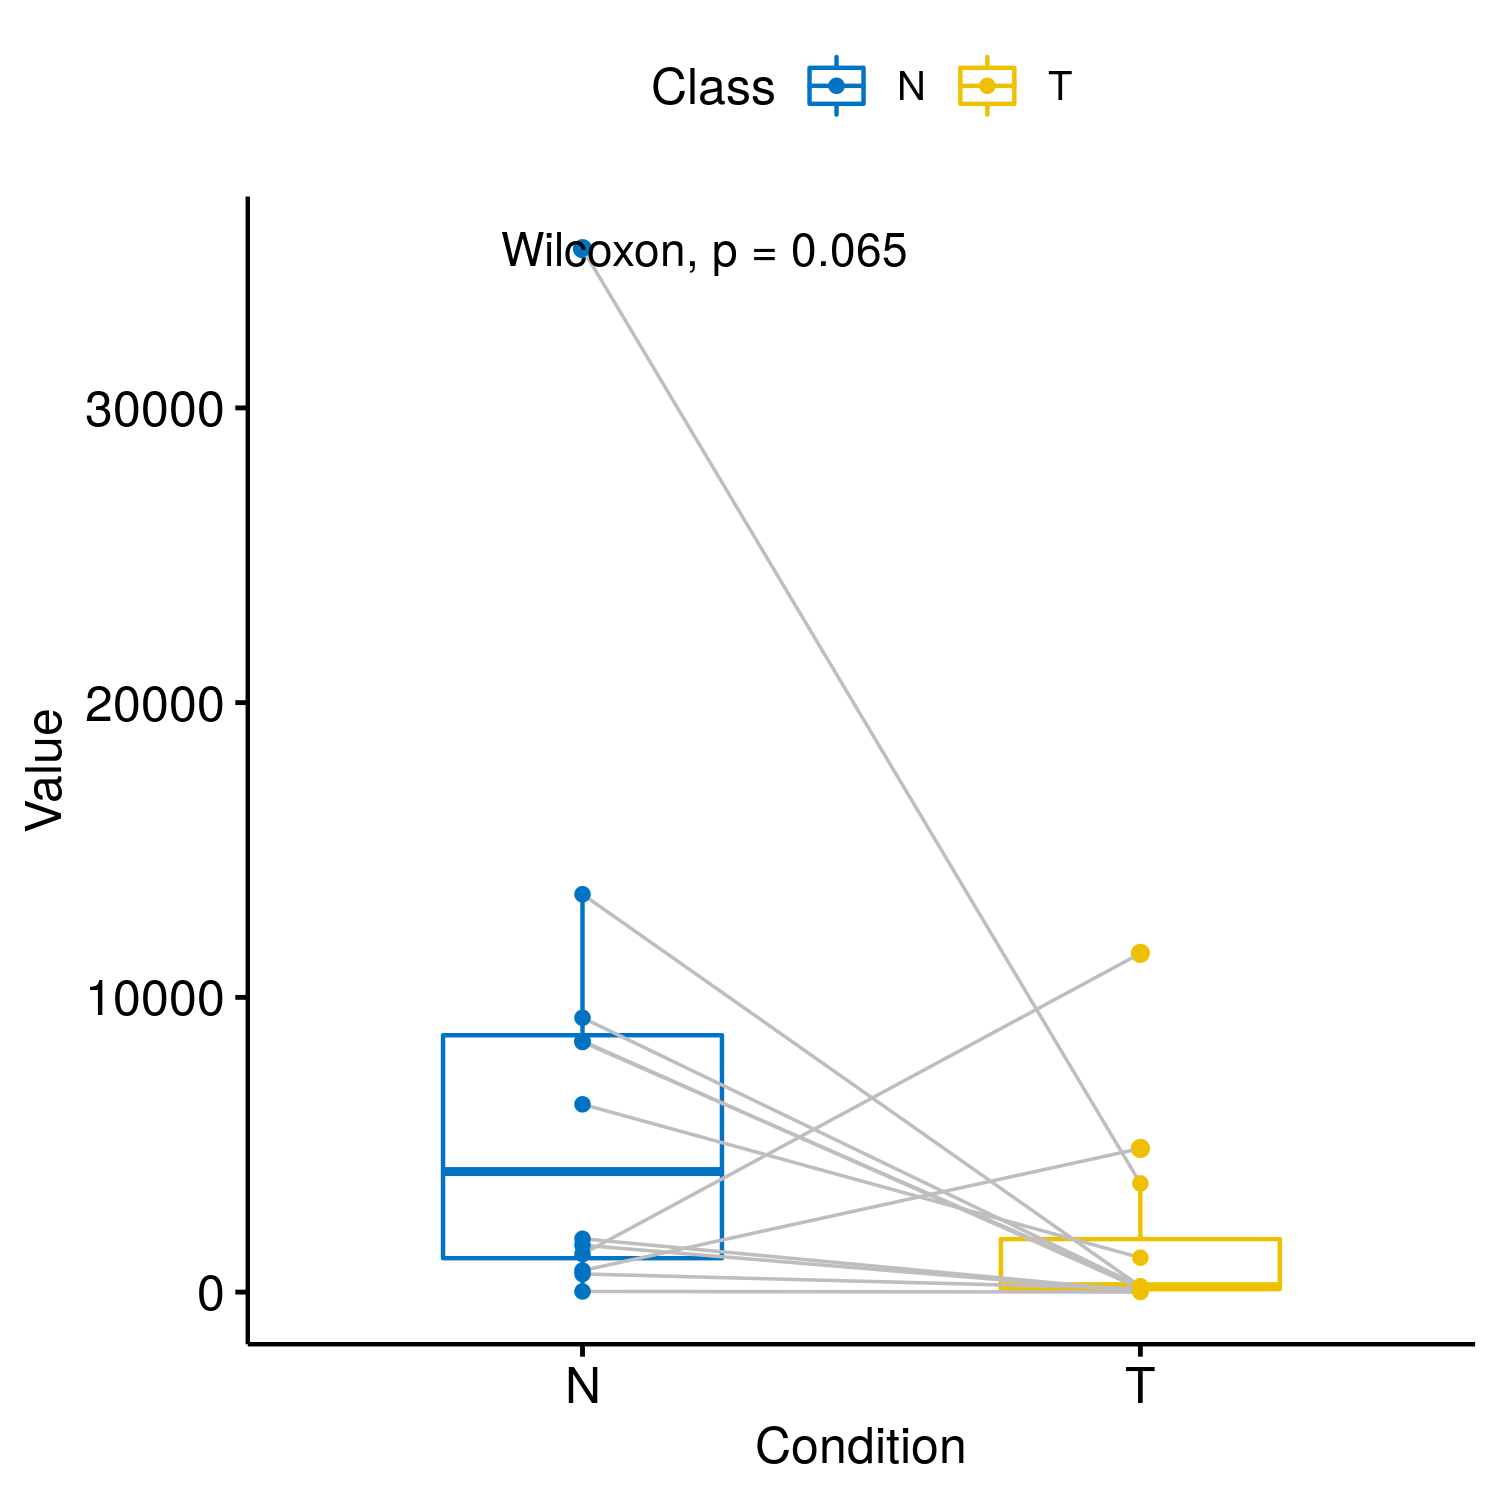 Class N T
Wilcoxon, p = 0.065
30000
20000
10000
0
Value
N T
Condition